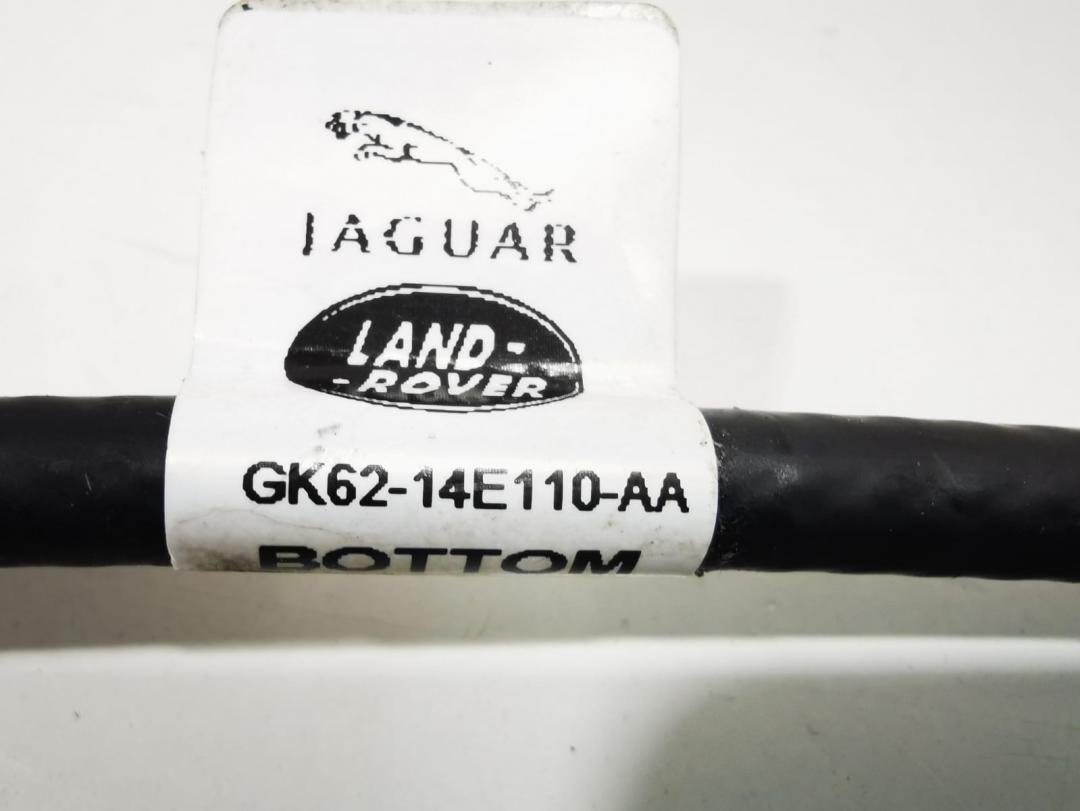 JAGUAR
LAND-
-ROVER
GK62-14E110-AA
BOTTOM